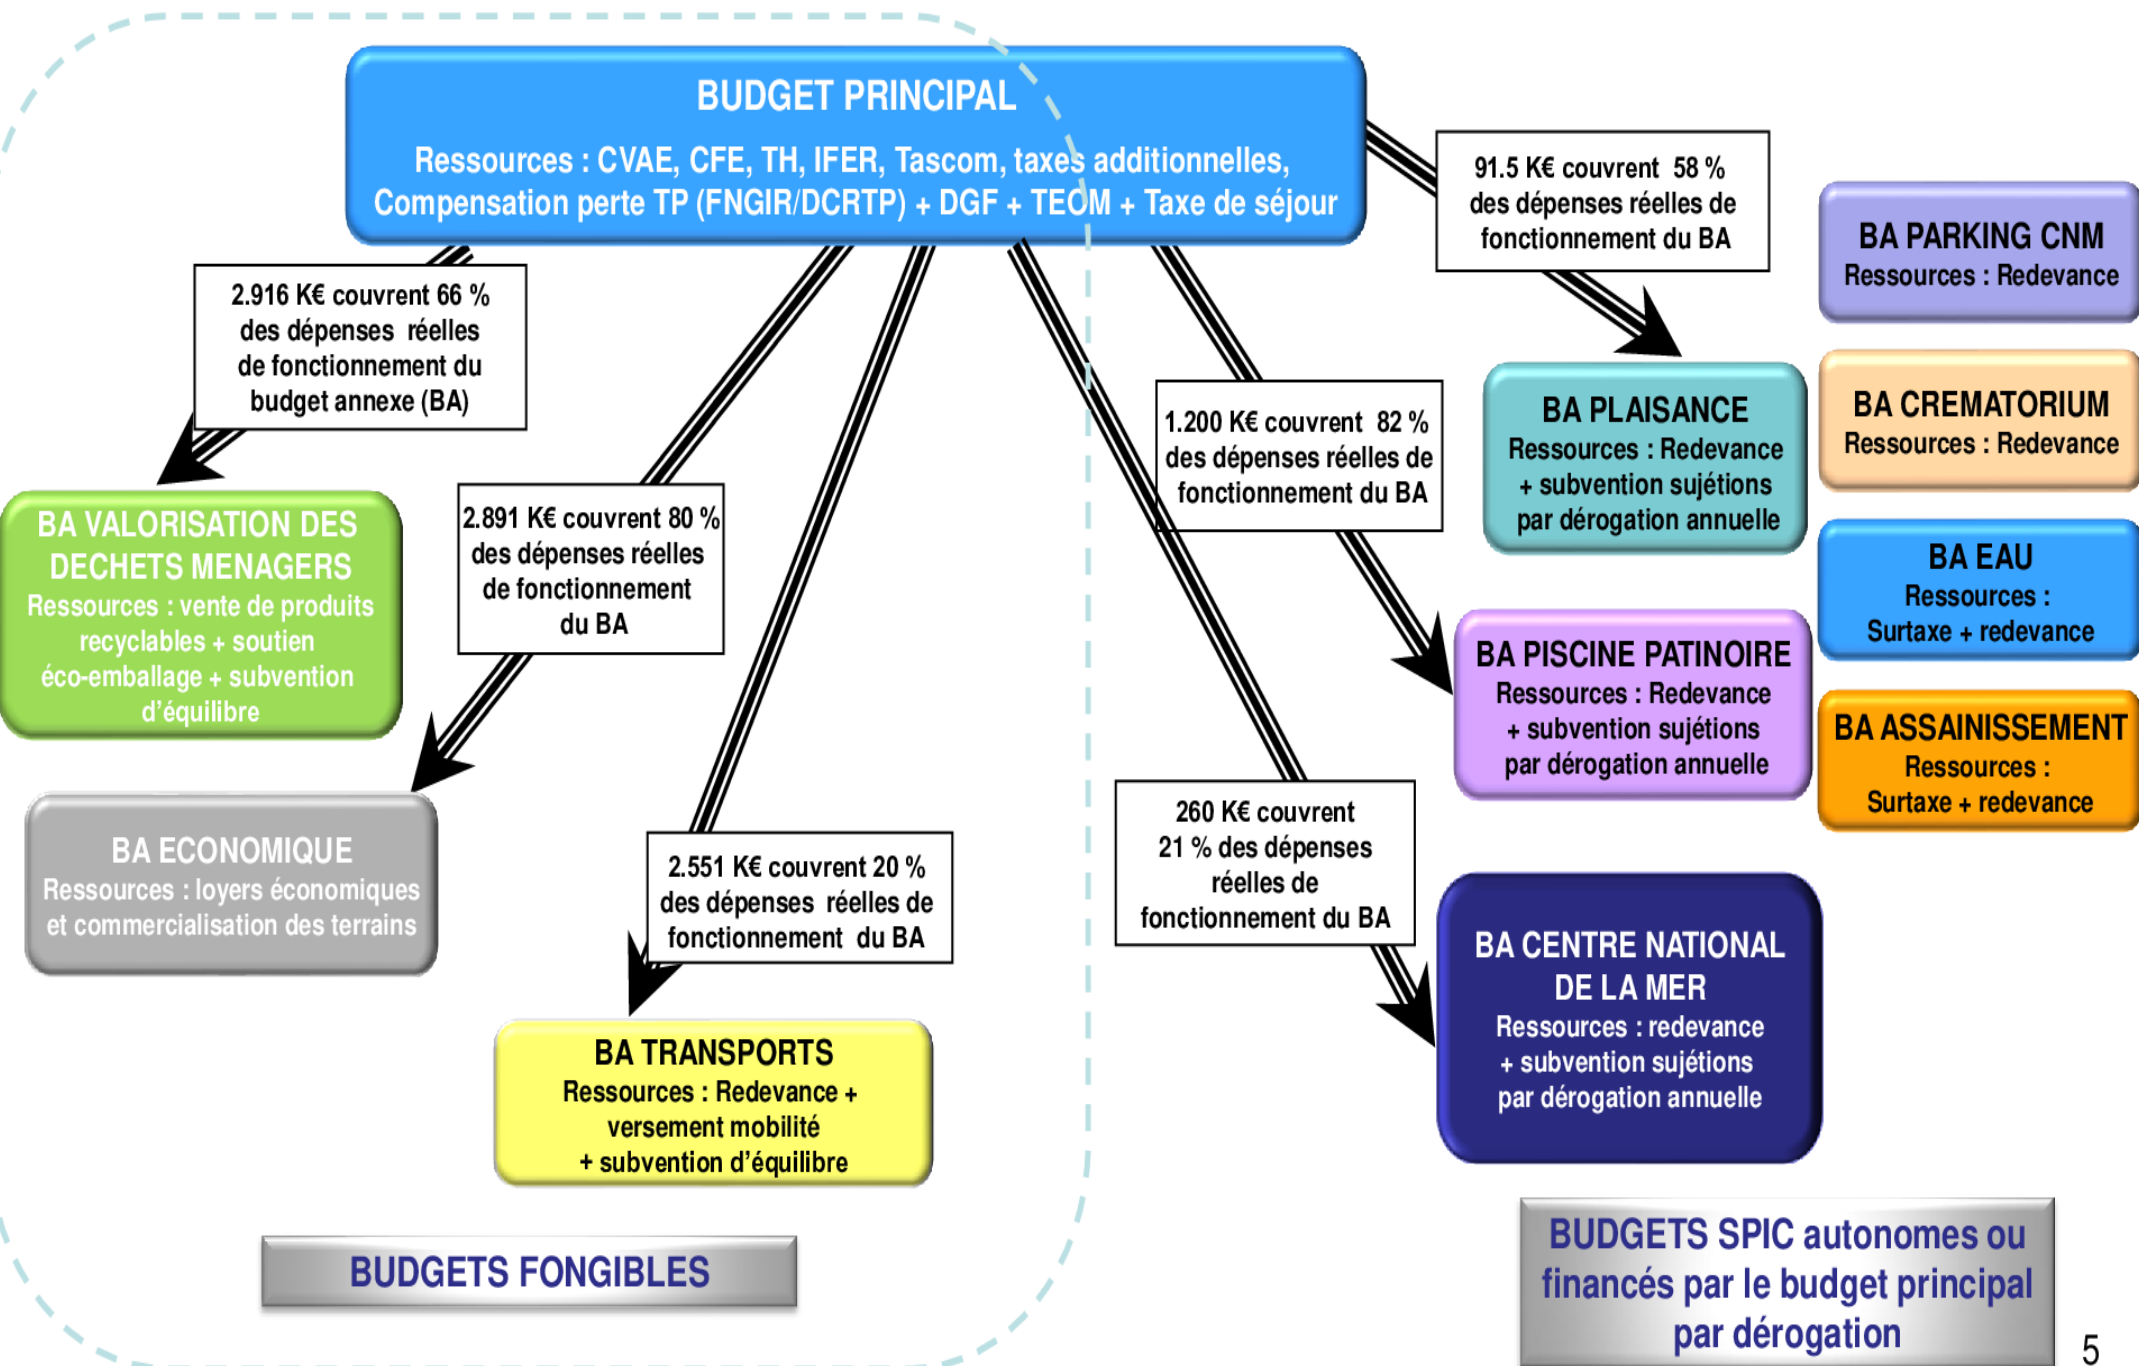 BUDGET PRINCIPAL
Ressources : CVAE, CFE, TH, IFER, Tascom, taxes additionnelles,
Compensation perte TP (FNGIR/DCRTP) + DGF + TEOM + Taxe de séjour
2.916 K€ couvrent 66 %
des dépenses réelles
de fonctionnement du
budget annexe (BA)
BA VALORISATION DES
DECHETS MENAGERS
Ressources : vente de produits
recyclables + soutien
éco-emballage + subvention
d’équilibre
2.891 K€ couvrent 80 %
des dépenses réelles
de fonctionnement
du BA
BA ECONOMIQUE
Ressources : loyers économiques
et commercialisation des terrains
2.551 K€ couvrent 20 %
des dépenses réelles de
fonctionnement du BA
BA TRANSPORTS
Ressources : Redevance +
versement mobilité
+ subvention d’équilibre
BUDGETS FONGIBLES
91.5 K€ couvrent 58 %
des dépenses réelles de
fonctionnement du BA
BA PLAISANCE
Ressources : Redevance
+ subvention sujétions
par dérogation annuelle
1.200 K€ couvrent 82 %
des dépenses réelles de
fonctionnement du BA
BA PISCINE PATINOIRE
Ressources : Redevance
+ subvention sujétions
par dérogation annuelle
260 K€ couvrent
21 % des dépenses
réelles de
fonctionnement du BA
BA CENTRE NATIONAL
DE LA MER
Ressources : redevance
+ subvention sujétions
par dérogation annuelle
BA PARKING CNM
Ressources : Redevance
BA CREMATORIUM
Ressources : Redevance
BA EAU
Ressources :
Surtaxe + redevance
BA ASSAINISSEMENT
Ressources :
Surtaxe + redevance
BUDGETS SPIC autonomes ou
financés par le budget principal
par dérogation
5